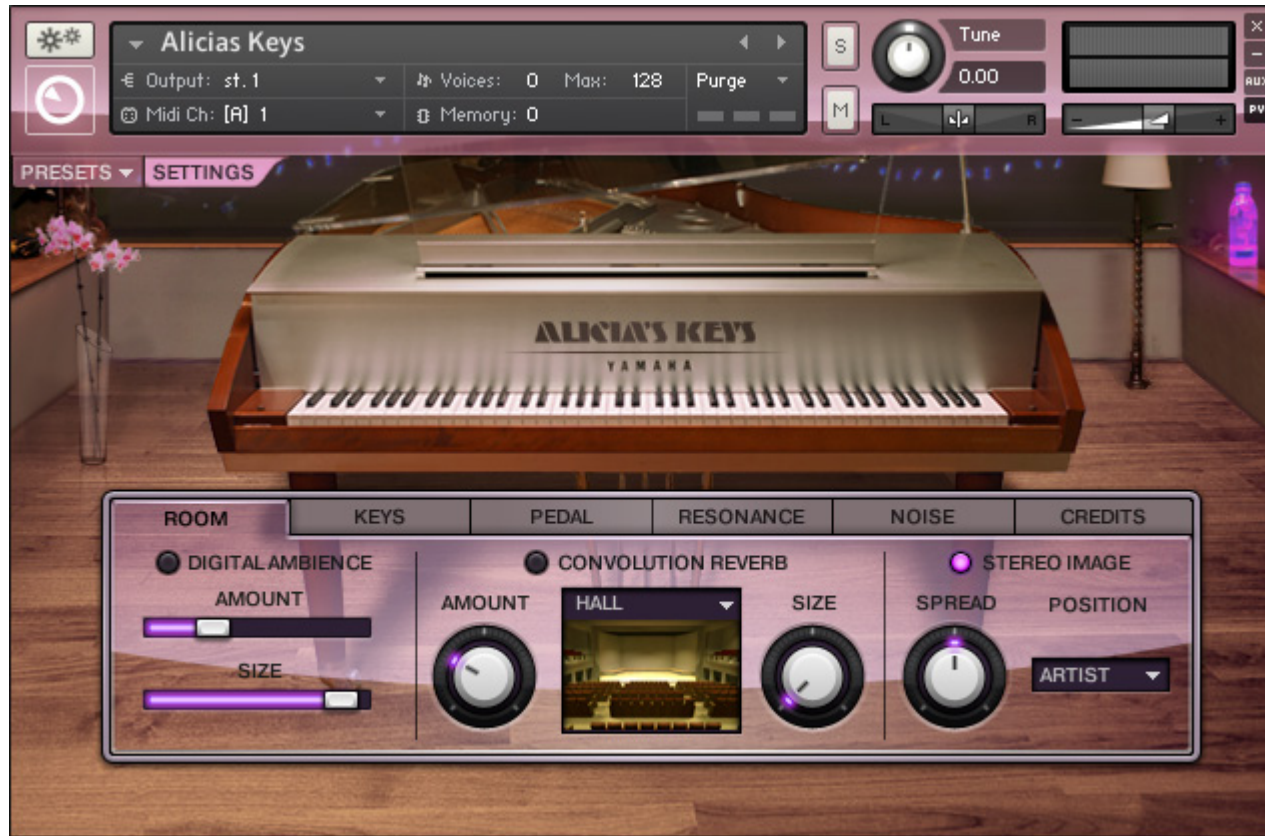 Alicias Keys
Output: st.1
Voices: 0 Max: 128
Purge
Midi Ch: [A] 1
Memory: 0
S
M
Tune
0.00
L
R
-
+
×
-
AUX
PV
PRESETS
SETTINGS
ALICIA'S KEYS
YAMAHA
ROOM
KEYS
PEDAL
RESONANCE
NOISE
CREDITS
DIGITAL AMBIENCE
AMOUNT
SIZE
CONVOLUTION REVERB
AMOUNT
HALL
SIZE
STEREO IMAGE
SPREAD
POSITION
ARTIST